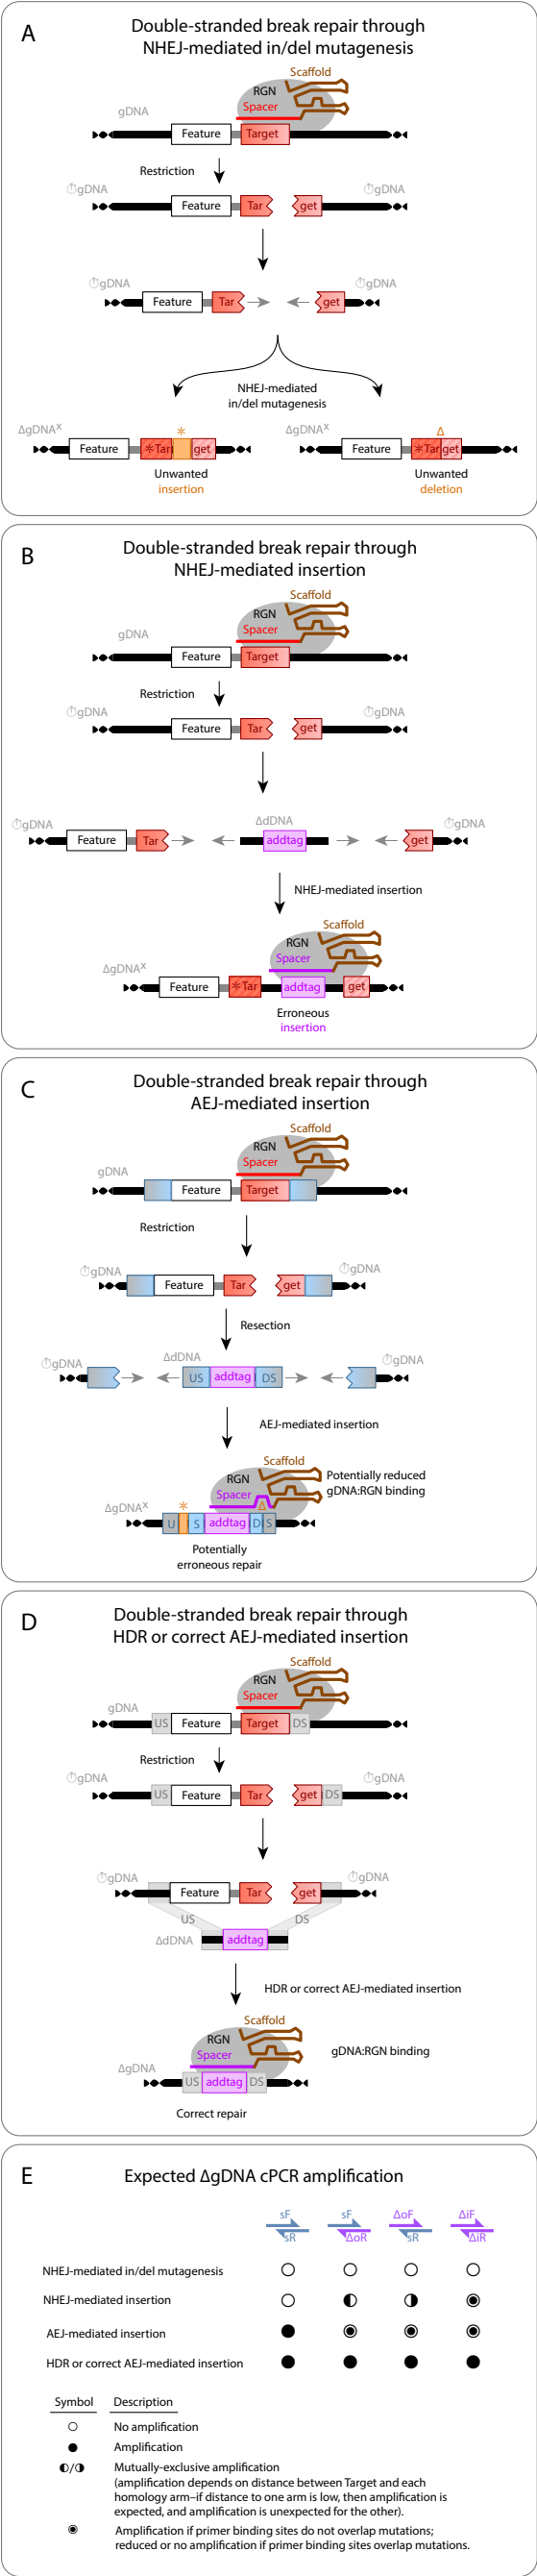 A
Double-stranded break repair through
NHEJ-mediated in/del mutagenesis
Scaffold
RGN
Spacer
gDNA
Feature
Target
Restriction
⏱gDNA
⏱gDNA
Feature
Tar
get
⏱gDNA
⏱gDNA
Feature
Tar
get
NHEJ-mediated
in/del mutagenesis
ΔgDNAˣ
*
Feature
*Tar
get
Unwanted
insertion
ΔgDNAˣ
Δ
Feature
*Tar
get
Unwanted
deletion
B
Double-stranded break repair through
NHEJ-mediated insertion
Scaffold
RGN
Spacer
gDNA
Feature
Target
Restriction
⏱gDNA
⏱gDNA
Feature
Tar
get
⏱gDNA
ΔdDNA
⏱gDNA
Feature
Tar
addtag
get
NHEJ-mediated insertion
Scaffold
RGN
Spacer
ΔgDNAˣ
Feature
*Tar
addtag
get
Erroneous
insertion
C
Double-stranded break repair through
AEJ-mediated insertion
Scaffold
RGN
Spacer
gDNA
Feature
Target
Restriction
⏱gDNA
⏱gDNA
Feature
Tar
get
Resection
⏱gDNA
ΔdDNA
⏱gDNA
US
addtag
DS
AEJ-mediated insertion
Scaffold
RGN
Potentially reduced
gDNA:RGN binding
Spacer
ΔgDNAˣ
*
Δ
U
S
addtag
D
S
Potentially
erroneous repair
D
Double-stranded break repair through
HDR or correct AEJ-mediated insertion
Scaffold
RGN
Spacer
gDNA
US
Feature
Target
DS
Restriction
⏱gDNA
⏱gDNA
US
Feature
Tar
get
DS
⏱gDNA
⏱gDNA
Feature
Tar
get
US
DS
ΔdDNA
addtag
HDR or correct AEJ-mediated insertion
Scaffold
RGN
Spacer
gDNA:RGN binding
ΔgDNA
US
addtag
DS
Correct repair
E
Expected ΔgDNA cPCR amplification
sF
sF
ΔoF
ΔiF
sR
ΔoR
sR
ΔiR
NHEJ-mediated in/del mutagenesis ○ ○ ○ ○
NHEJ-mediated insertion ○ ◐ ◑ ◉
AEJ-mediated insertion ● ◉ ◉ ◉
HDR or correct AEJ-mediated insertion ● ● ● ●
Symbol Description
○ No amplification
● Amplification
◐/◑ Mutually-exclusive amplification
(amplification depends on distance between Target and each
homology arm–if distance to one arm is low, then amplification is
expected, and amplification is unexpected for the other).
◉ Amplification if primer binding sites do not overlap mutations;
reduced or no amplification if primer binding sites overlap mutations.